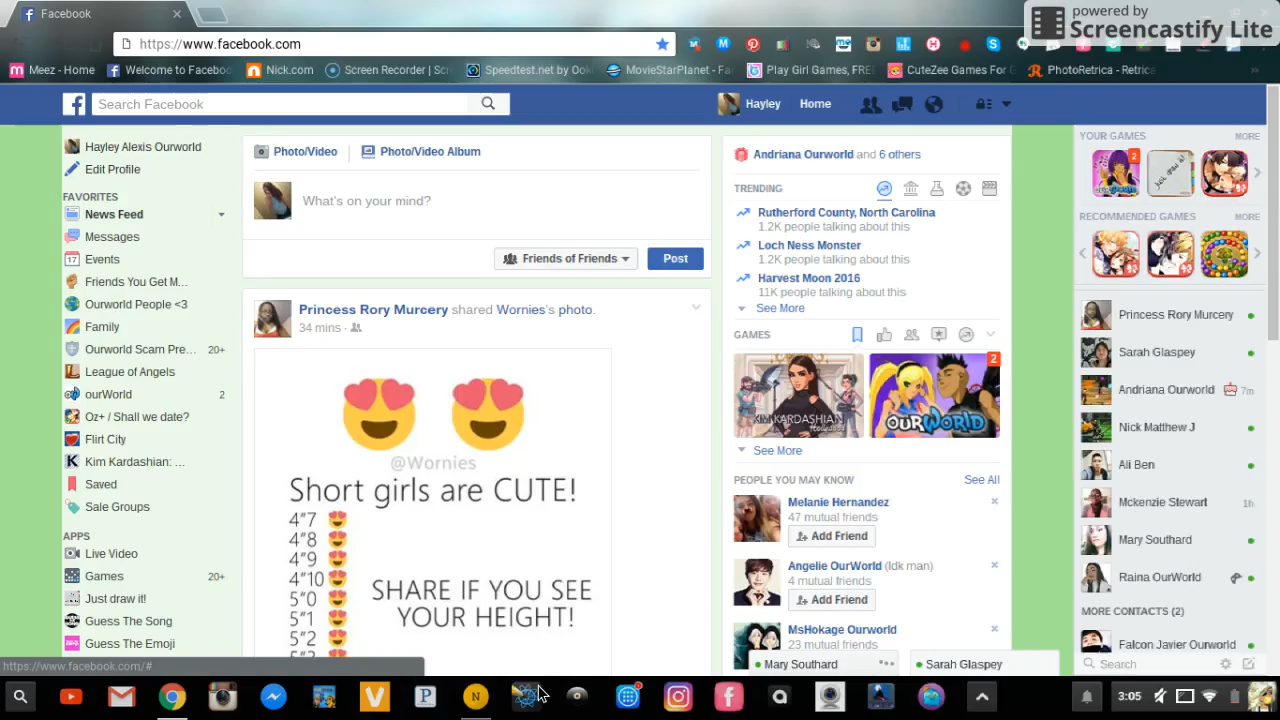 powered by
Screencastify Lite
Facebook
https://www.facebook.com
Meez - Home
Welcome to Faceboo
Nick.com
Screen Recorder | Sc
Speedtest.net by Ook
MovieStarPlanet - Fa
Play Girl Games, FRE
CuteZee Games For G
PhotoRetrica - Retrica
Search Facebook
Hayley
Home
Hayley Alexis Ourworld
Edit Profile
FAVORITES
News Feed
Messages
Events
17
Friends You Get M...
Ourworld People <3
Family
Ourworld Scam Pre... 20+
League of Angels
ourWorld 2
Oz+ / Shall we date?
Flirt City
Kim Kardashian: ...
Saved
Sale Groups
APPS
Live Video
Games 20+
Just draw it!
Guess The Song
Guess The Emoji
https://www.facebook.com/#
Photo/Video
Photo/Video Album
What's on your mind?
Friends of Friends
Post
Princess Rory Murcery shared Wornies's photo.
34 mins ·
@Wornies
Short girls are CUTE!
4"7
4"8
4"9
4"10
5"0
5"1
5"2
SHARE IF YOU SEE
YOUR HEIGHT!
Andriana Ourworld and 6 others
TRENDING
Rutherford County, North Carolina
1.2K people talking about this
Loch Ness Monster
1.2K people talking about this
Harvest Moon 2016
11K people talking about this
See More
GAMES
KIM KARDASHIAN
OURWORLD
2
See More
PEOPLE YOU MAY KNOW
See All
Melanie Hernandez
47 mutual friends
Add Friend
Angelie OurWorld (Idk man)
4 mutual friends
Add Friend
MsHokage Ourworld
23 mutual friends
Mary Southard
Sarah Glaspey
YOUR GAMES
MORE
2
RECOMMENDED GAMES
MORE
Princess Rory Murcery
Sarah Glaspey
Andriana Ourworld 7m
Nick Matthew J
Ali Ben
Mckenzie Stewart 1h
Mary Southard
Raina OurWorld
MORE CONTACTS (2)
Falcon Javier Ourworld
Search
3:05